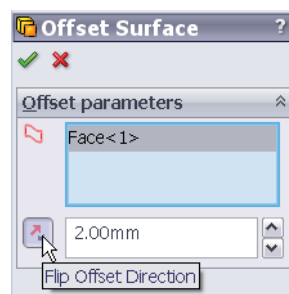 Offset Surface ?
Offset parameters
Face<1>
2.00mm
Flip Offset Direction